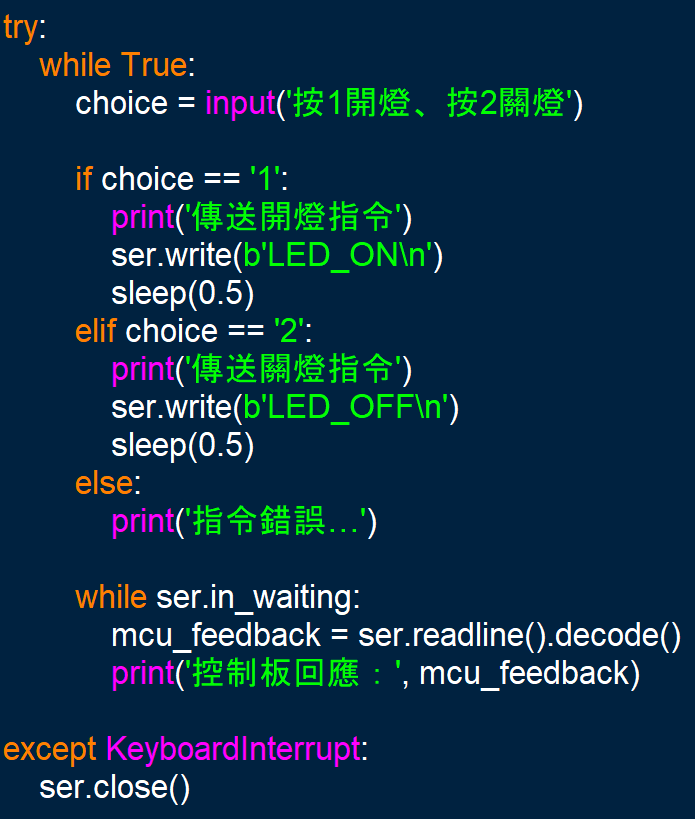 try:
    while True:
        choice = input('按1開燈、按2關燈')

        if choice == '1':
            print('傳送開燈指令')
            ser.write(b'LED_ON\n')
            sleep(0.5)
        elif choice == '2':
            print('傳送關燈指令')
            ser.write(b'LED_OFF\n')
            sleep(0.5)
        else:
            print('指令錯誤…')

        while ser.in_waiting:
            mcu_feedback = ser.readline().decode()
            print('控制板回應：', mcu_feedback)

except KeyboardInterrupt:
    ser.close()